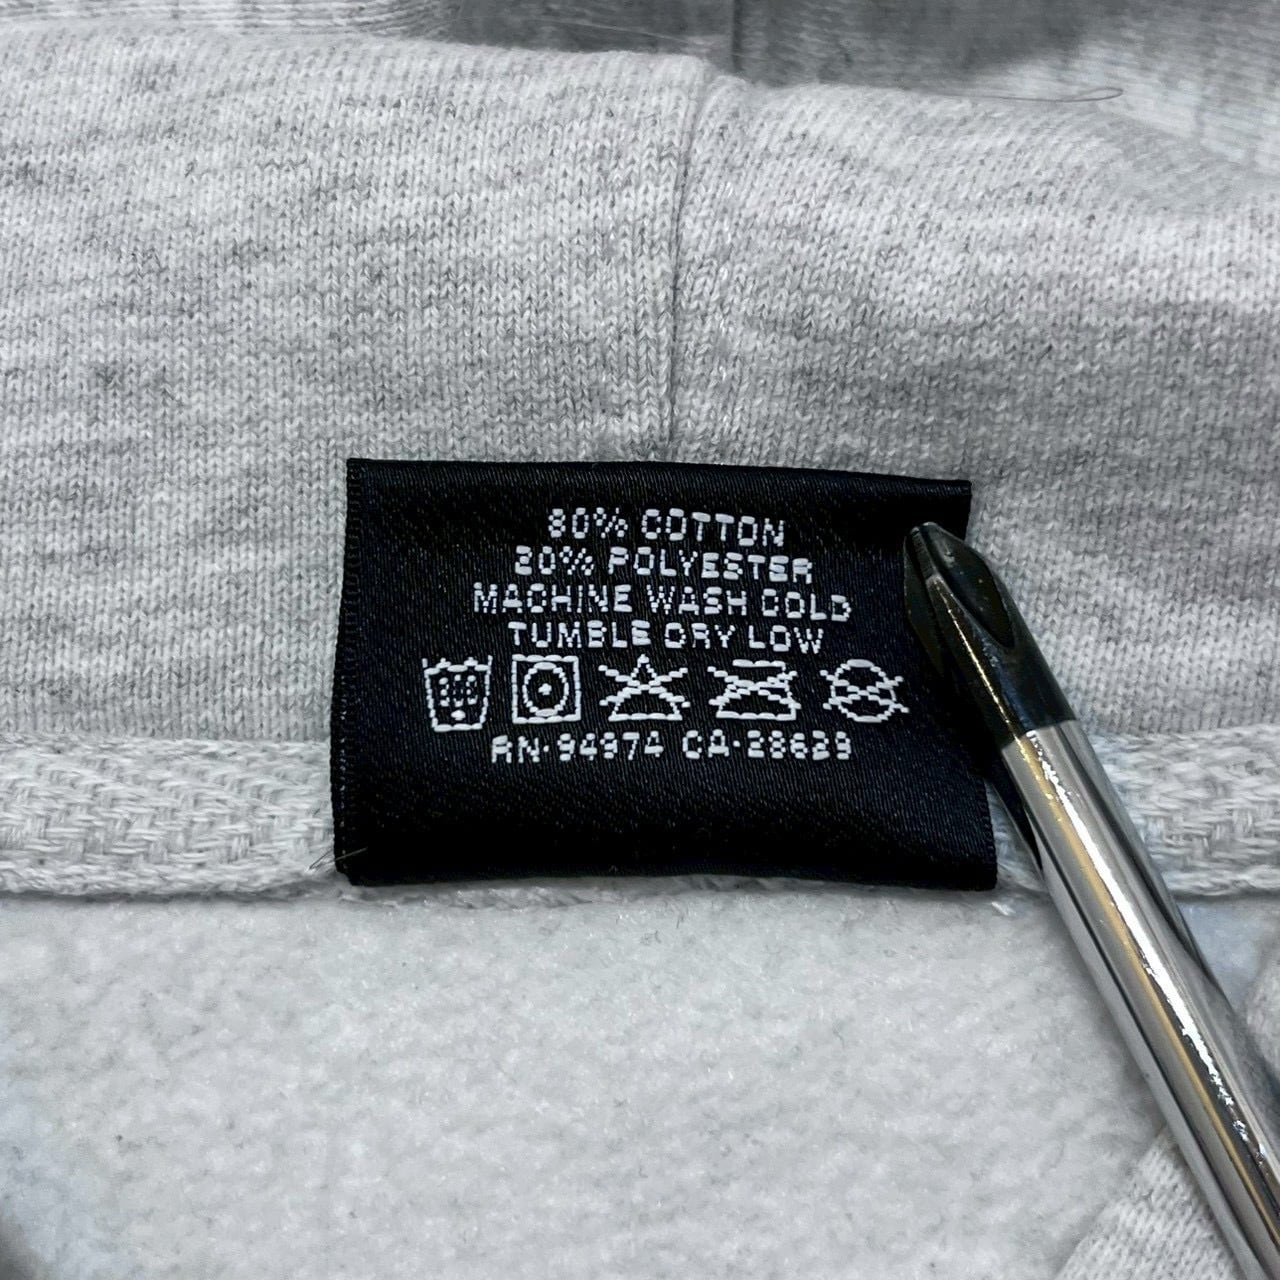 80% COTTON
20% POLYESTER
MACHINE WASH COLD
TUMBLE DRY LOW
RN·94974 CA·28629